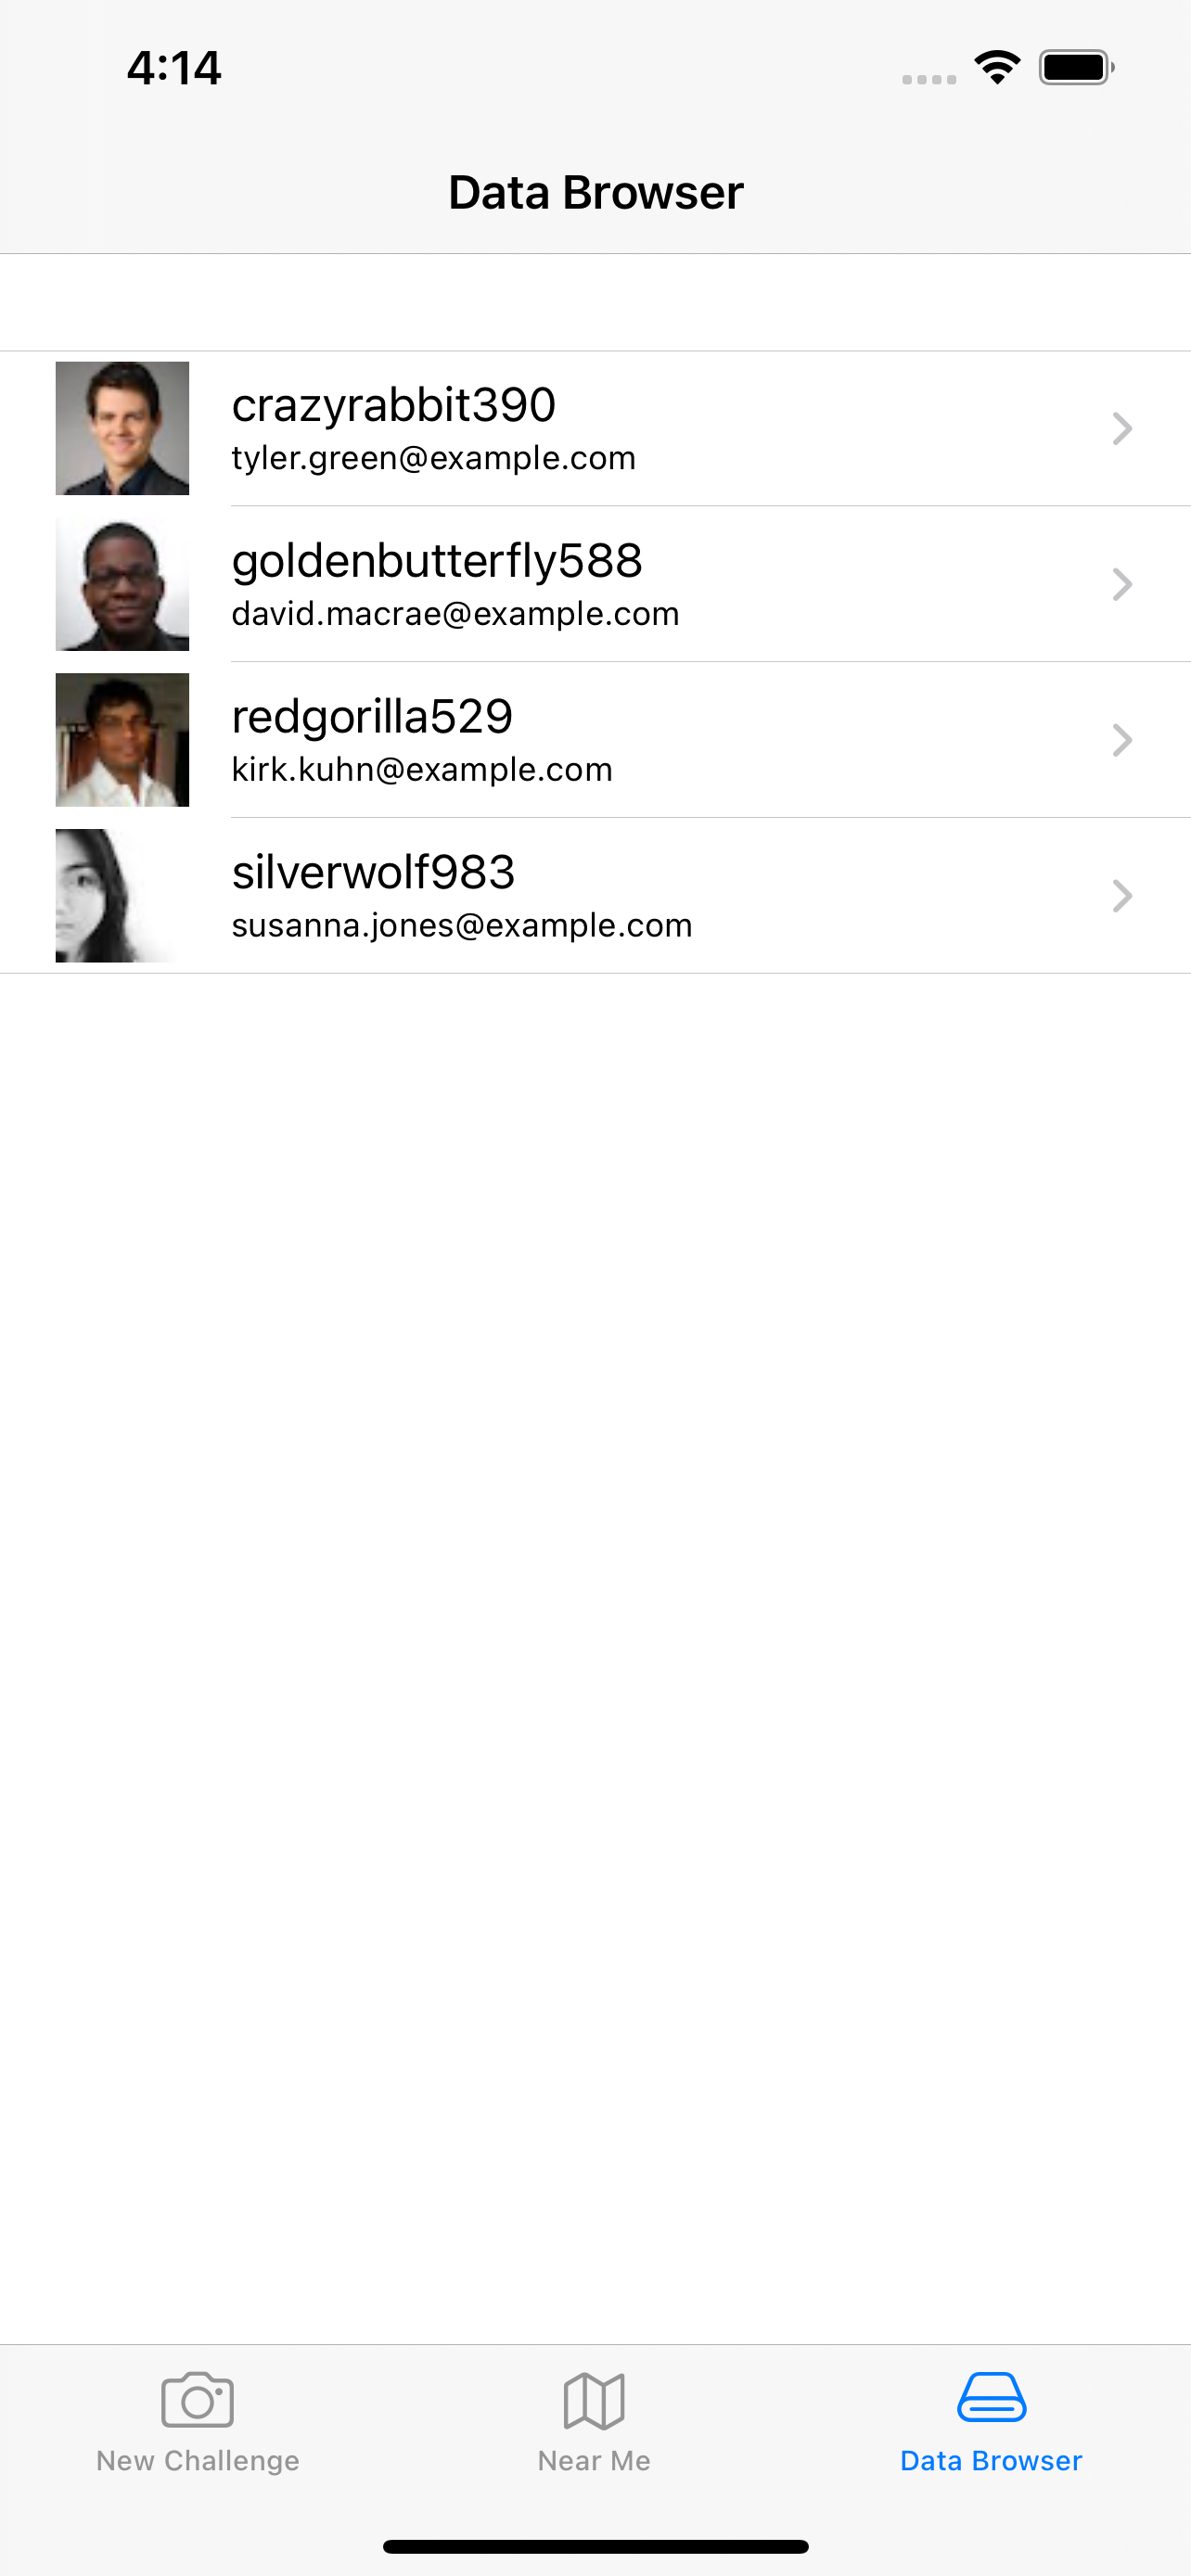 4:14
Data Browser
crazyrabbit390
tyler.green@example.com
goldenbutterfly588
david.macrae@example.com
redgorilla529
kirk.kuhn@example.com
silverwolf983
susanna.jones@example.com
New Challenge
Near Me
Data Browser